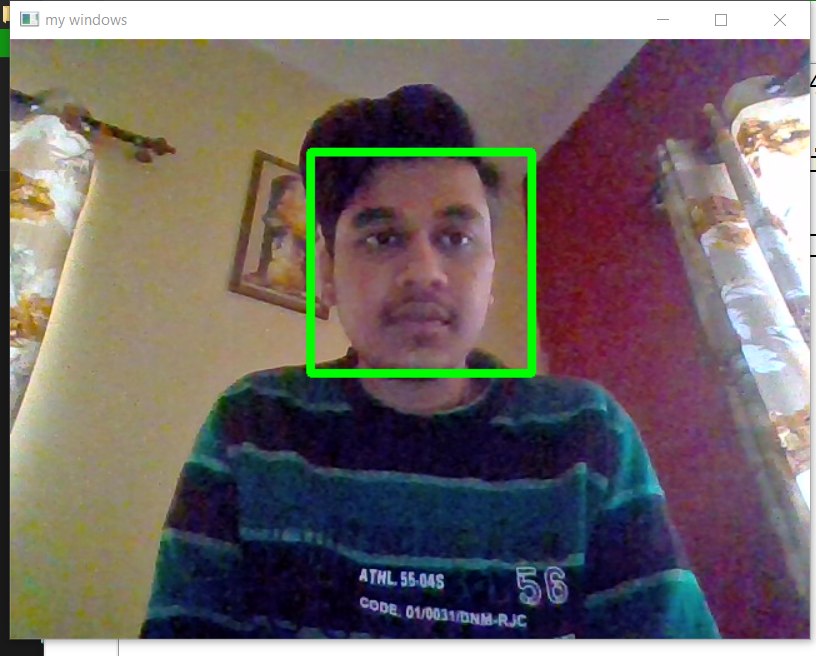 my windows
ATHL. 55-04S
56
CODE. 01/0031/DNM-RJC